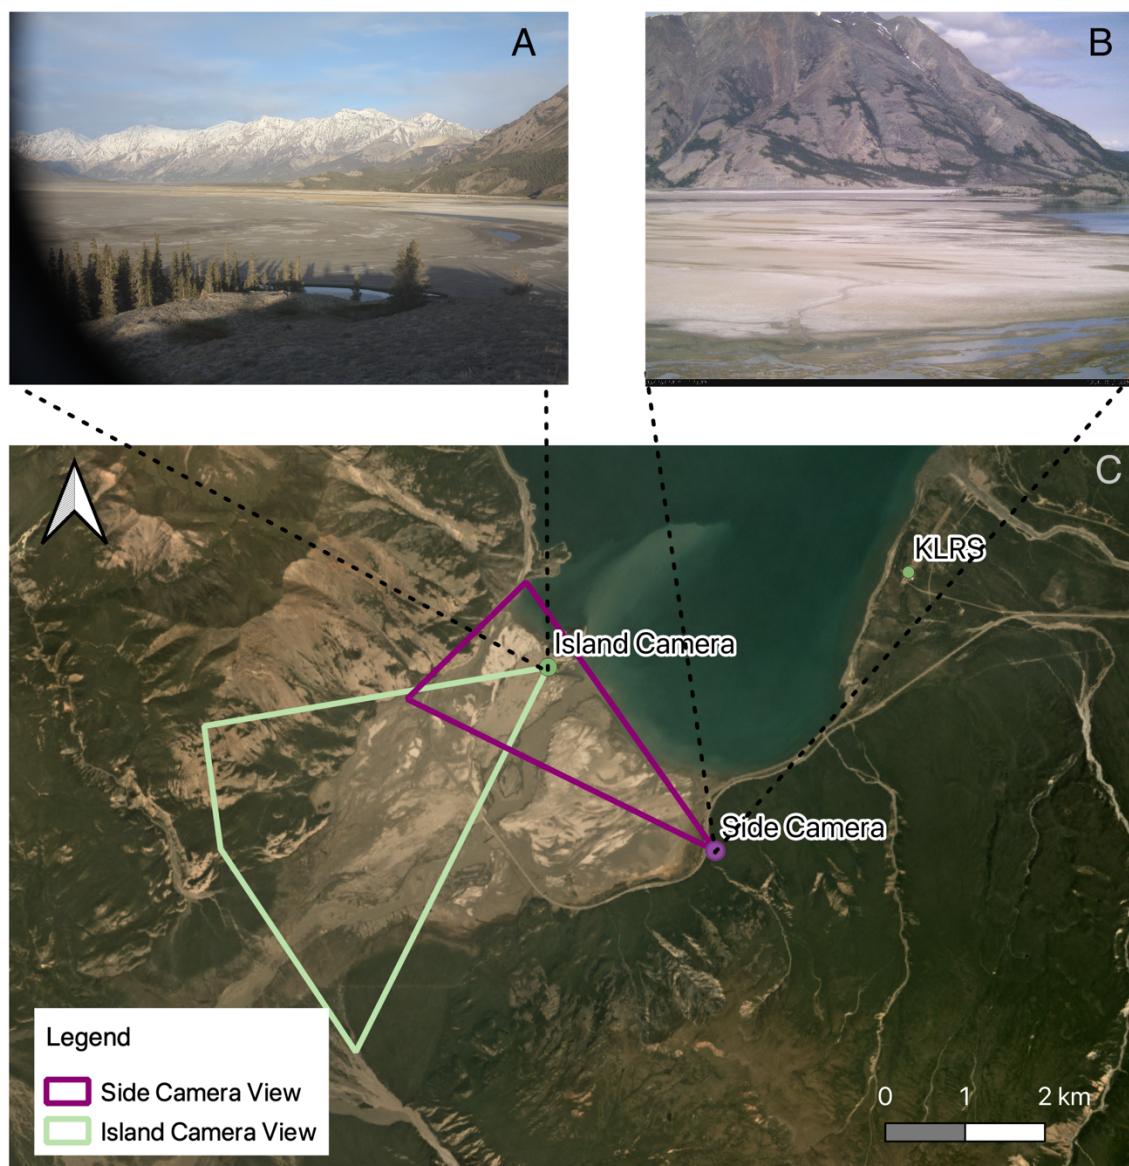 A
B
C
KLRS
Island Camera
Side Camera
Legend
Side Camera View
Island Camera View
0 1 2 km